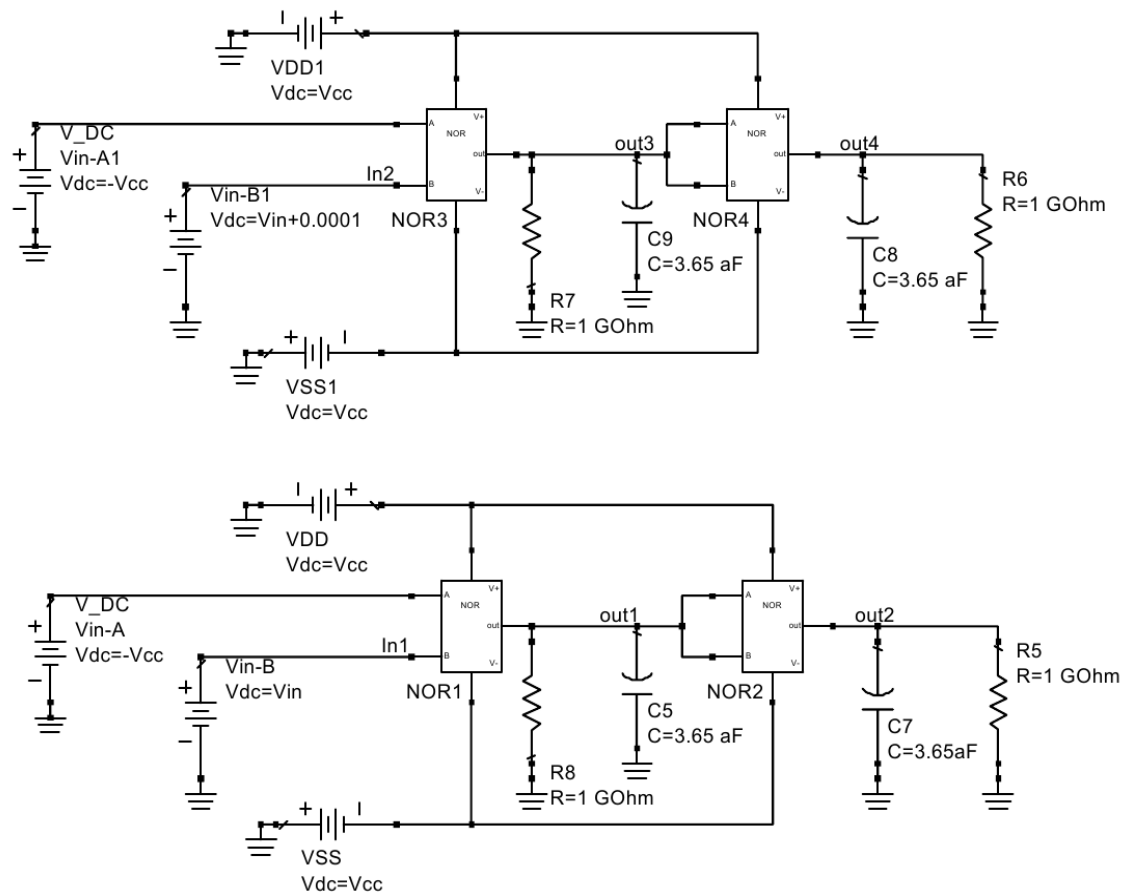 VDD1
Vdc=Vcc
V_DC
Vin-A1
Vdc=-Vcc
In2
Vin-B1
Vdc=Vin+0.0001
A
B
V+
NOR
out
V-
NOR3
out3
C9
C=3.65 aF
R7
R=1 GOhm
A
B
V+
NOR
out
V-
NOR4
out4
C8
C=3.65 aF
R6
R=1 GOhm
VSS1
Vdc=Vcc
VDD
Vdc=Vcc
V_DC
Vin-A
Vdc=-Vcc
In1
Vin-B
Vdc=Vin
A
B
V+
NOR
out
V-
NOR1
out1
C5
C=3.65 aF
R8
R=1 GOhm
A
B
V+
NOR
out
V-
NOR2
out2
C7
C=3.65aF
R5
R=1 GOhm
VSS
Vdc=Vcc